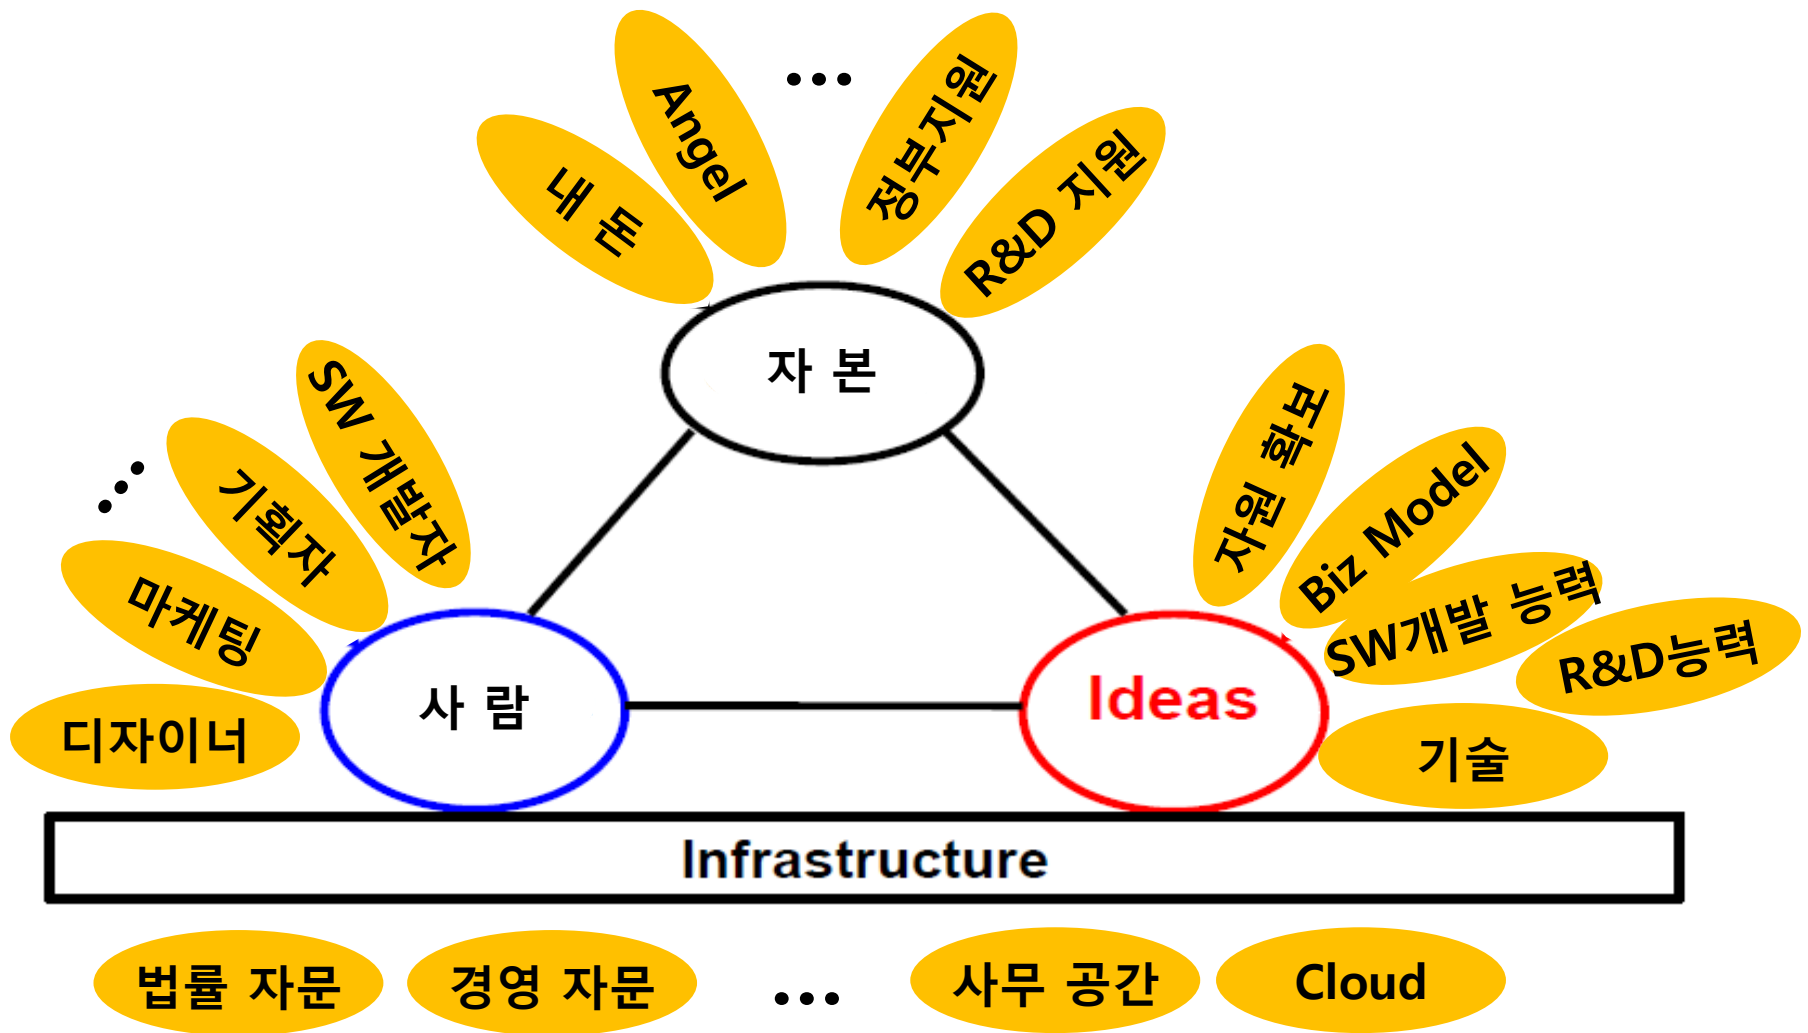 ...
Angel
정부지원
내 돈
R&D 지원
자 본
SW 개발자
기획자
...
마케팅
디자이너
사 람
자원 확보
Biz Model
SW개발 능력
R&D능력
Ideas
기술
Infrastructure
법률 자문
경영 자문
...
사무 공간
Cloud